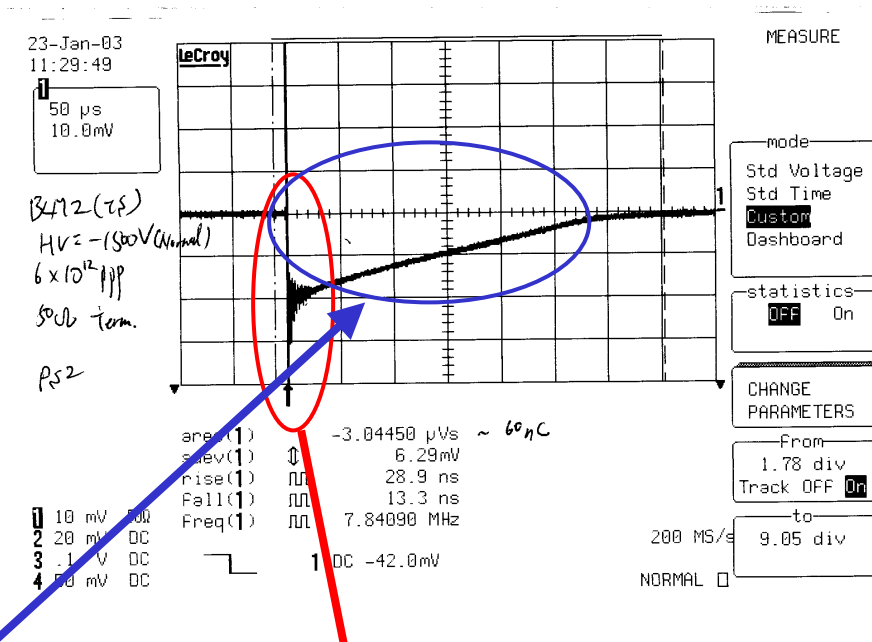 23-Jan-03
11:29:49
LeCroy
MEASURE
1
50 µs
10.0mV
mode
Std Voltage
Std Time
Custom
Dashboard
1
HV = -1500V (Normal)
6 x 10^12 ppp
50Ω term.
PS2
statistics
OFF On
CHANGE
PARAMETERS
area(1) -3.04450 µVs ~ 60nC
sdev(1) 6.29mV
rise(1) 28.9 ns
fall(1) 13.3 ns
freq(1) 7.84090 MHz
From
1.78 div
Track OFF On
to
9.05 div
1 10 mV 50Ω
2 20 mV DC
3 .1 V DC
4 50 mV DC
1 DC -42.0mV
200 MS/s
NORMAL